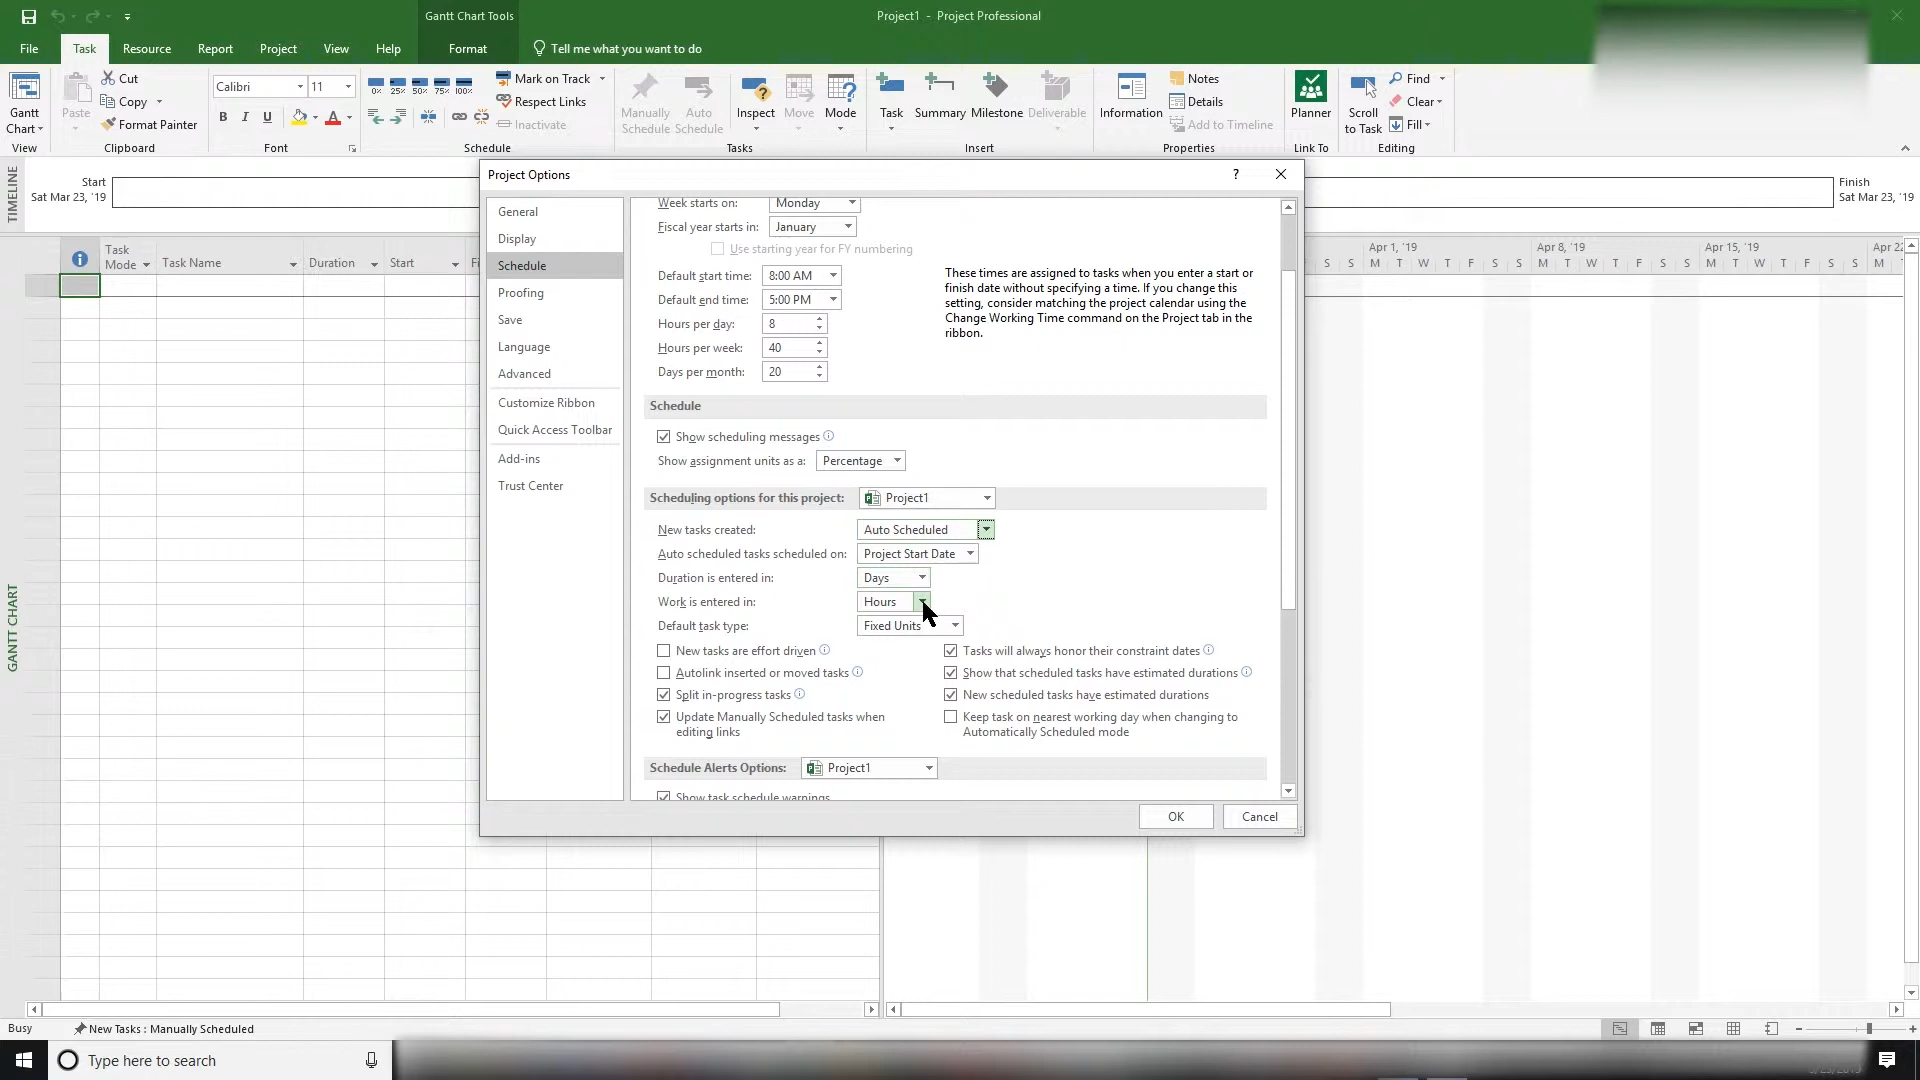 Gantt Chart Tools
Project1 - Project Professional
File Task Resource Report Project View Help Format Tell me what you want to do
Gantt Chart
View
Paste
Cut
Copy
Format Painter
Clipboard
Calibri 11
B I U A
Font
0% 25% 50% 75% 100%
Mark on Track
Respect Links
Inactivate
Schedule
Manually Schedule
Auto Schedule
Inspect
Move
Mode
Tasks
Task
Summary
Milestone
Deliverable
Insert
Information
Notes
Details
Add to Timeline
Properties
Planner
Link To
Scroll to Task
Find
Clear
Fill
Editing
TIMELINE
Start
Sat Mar 23, '19
Finish
Sat Mar 23, '19
Project Options
?
General
Display
Schedule
Proofing
Save
Language
Advanced
Customize Ribbon
Quick Access Toolbar
Add-ins
Trust Center
Week starts on: Monday
Fiscal year starts in: January
Use starting year for FY numbering
Default start time: 8:00 AM
Default end time: 5:00 PM
Hours per day: 8
Hours per week: 40
Days per month: 20
These times are assigned to tasks when you enter a start or
finish date without specifying a time. If you change this
setting, consider matching the project calendar using the
Change Working Time command on the Project tab in the
ribbon.
Schedule
Show scheduling messages
Show assignment units as a: Percentage
Scheduling options for this project: Project1
New tasks created: Auto Scheduled
Auto scheduled tasks scheduled on: Project Start Date
Duration is entered in: Days
Work is entered in: Hours
Default task type: Fixed Units
New tasks are effort driven
Autolink inserted or moved tasks
Split in-progress tasks
Update Manually Scheduled tasks when
editing links
Tasks will always honor their constraint dates
Show that scheduled tasks have estimated durations
New scheduled tasks have estimated durations
Keep task on nearest working day when changing to
Automatically Scheduled mode
Schedule Alerts Options: Project1
Show task schedule warnings
OK Cancel
Task Mode
Task Name
Duration
Start
Apr 1, '19 Apr 8, '19 Apr 15, '19 Apr 22
S S M T W T F S S M T W T F S S M T W T F S S M
GANTT CHART
Busy New Tasks : Manually Scheduled
Type here to search